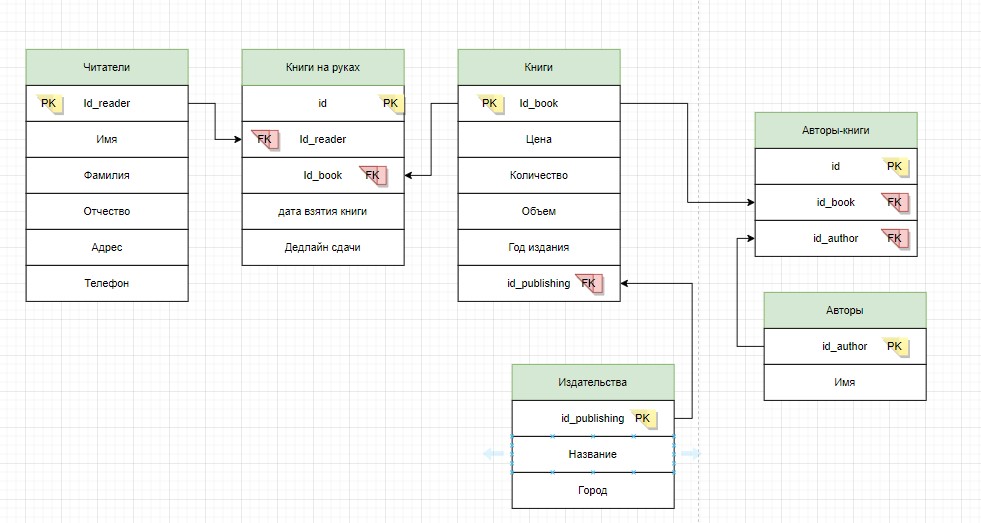 Читатели
PK Id_reader
Имя
Фамилия
Отчество
Адрес
Телефон
Книги на руках
id PK
FK Id_reader
Id_book FK
дата взятия книги
Дедлайн сдачи
Книги
PK Id_book
Цена
Количество
Объем
Год издания
id_publishing FK
Издательства
id_publishing PK
Название
Город
Авторы-книги
id PK
id_book FK
id_author FK
Авторы
id_author PK
Имя